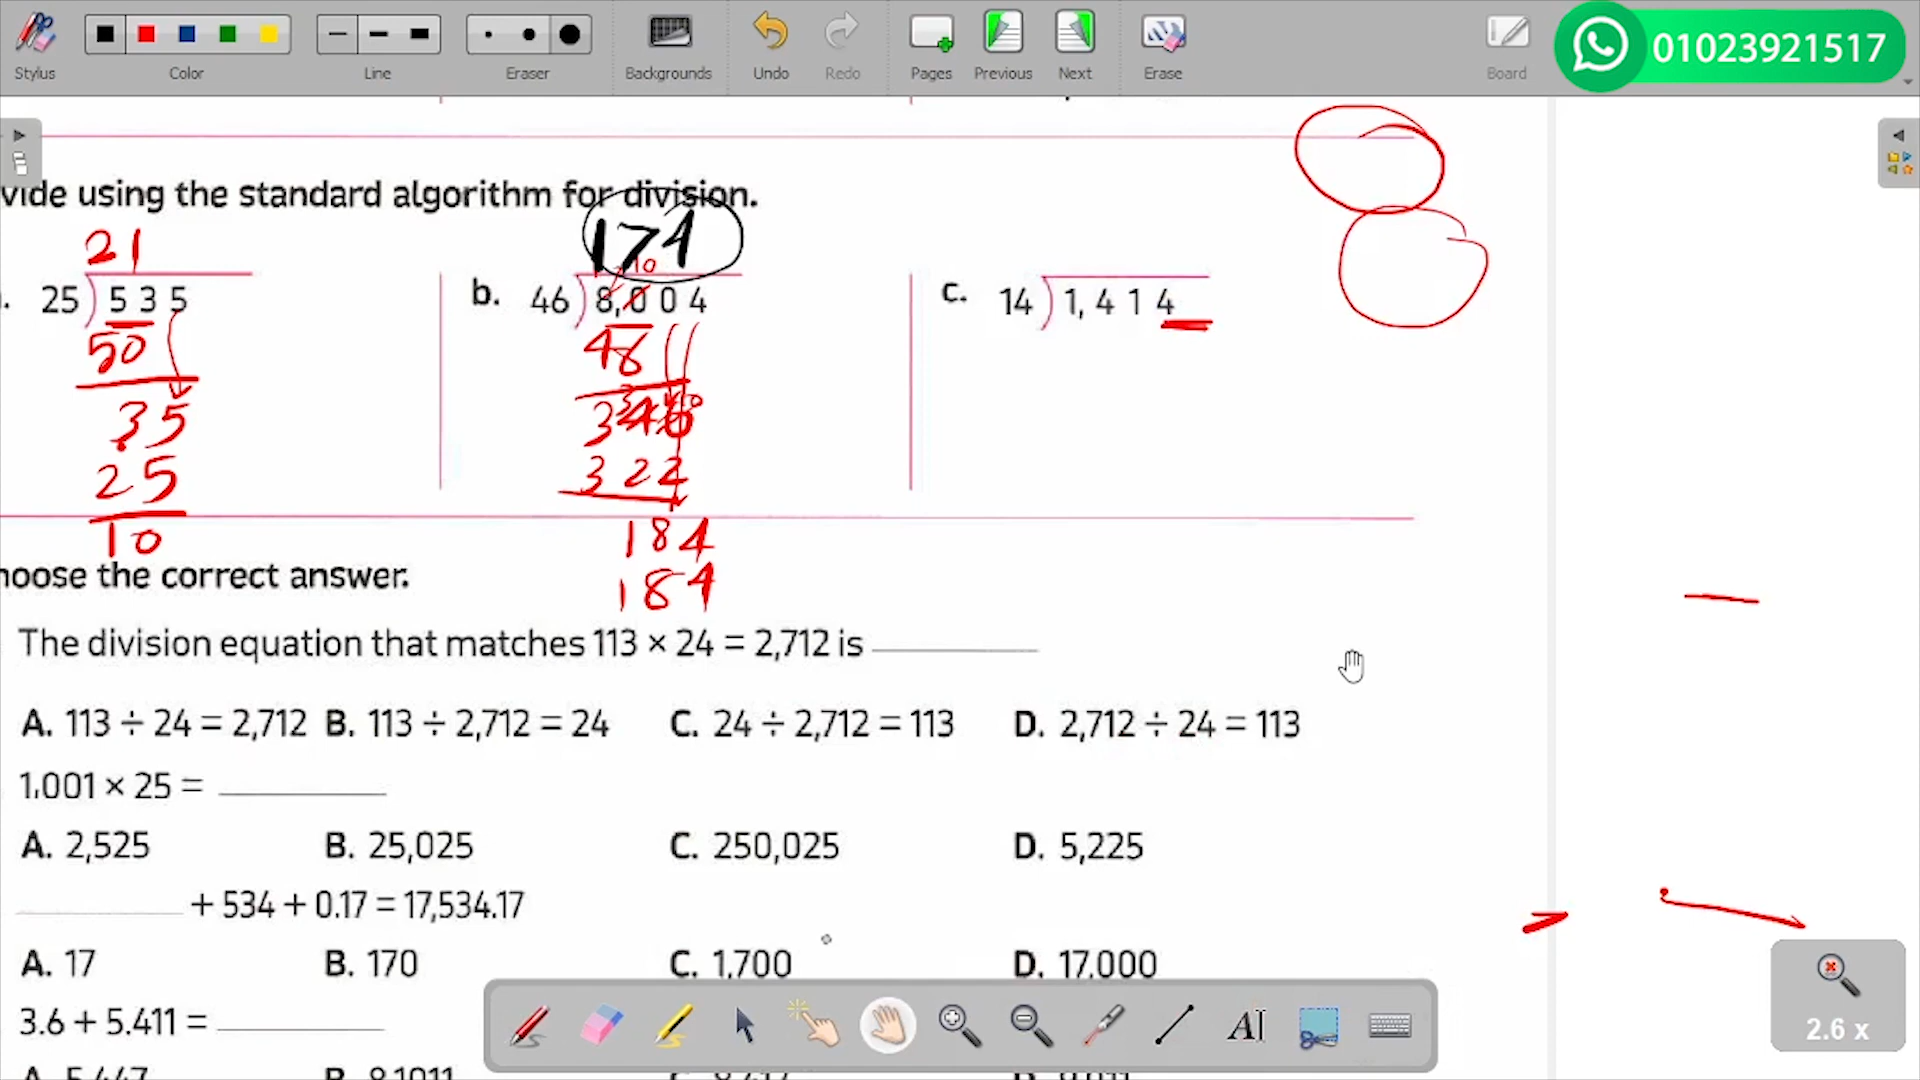 Stylus Color Line Eraser Backgrounds Undo Redo Pages Previous Next Erase Board 01023921517
vide using the standard algorithm for division.
21
174
10
. 25 5 3 5
b. 46 8,0 0 4
c. 14 1, 4 1 4
50
35
25
10
322
184
184
hoose the correct answer.
The division equation that matches 113 × 24 = 2,712 is
A. 113 ÷ 24 = 2,712 B. 113 ÷ 2,712 = 24 C. 24 ÷ 2,712 = 113 D. 2,712 ÷ 24 = 113
1,001 × 25 =
A. 2,525 B. 25,025 C. 250,025 D. 5,225
+ 534 + 0.17 = 17,534.17
A. 17 B. 170 C. 1,700 D. 17,000
3.6 + 5.411 =
A. 5.447
2.6 x